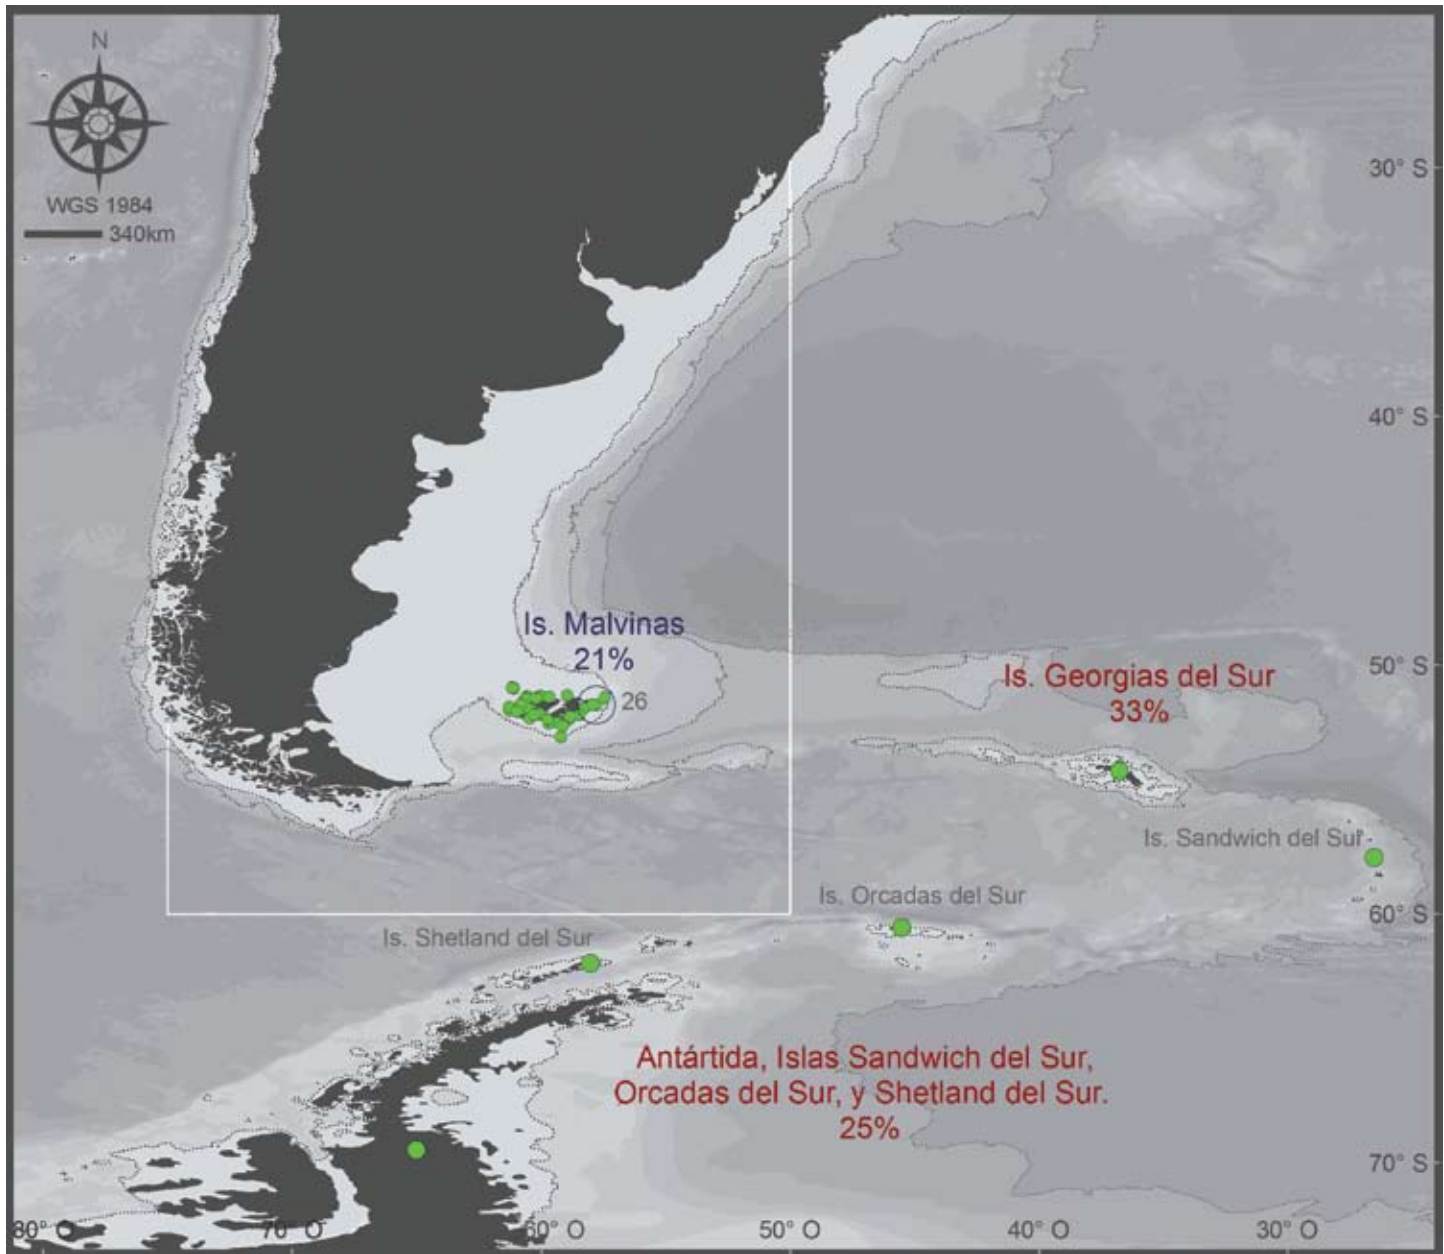 N
WGS 1984
340km
30° S
40° S
Is. Malvinas
21%
26
50° S
Is. Georgias del Sur
33%
Is. Sandwich del Sur
Is. Orcadas del Sur
60° S
Is. Shetland del Sur
Antártida, Islas Sandwich del Sur,
Orcadas del Sur, y Shetland del Sur.
25%
70° S
80° O
70° O
60° O
50° O
40° O
30° O